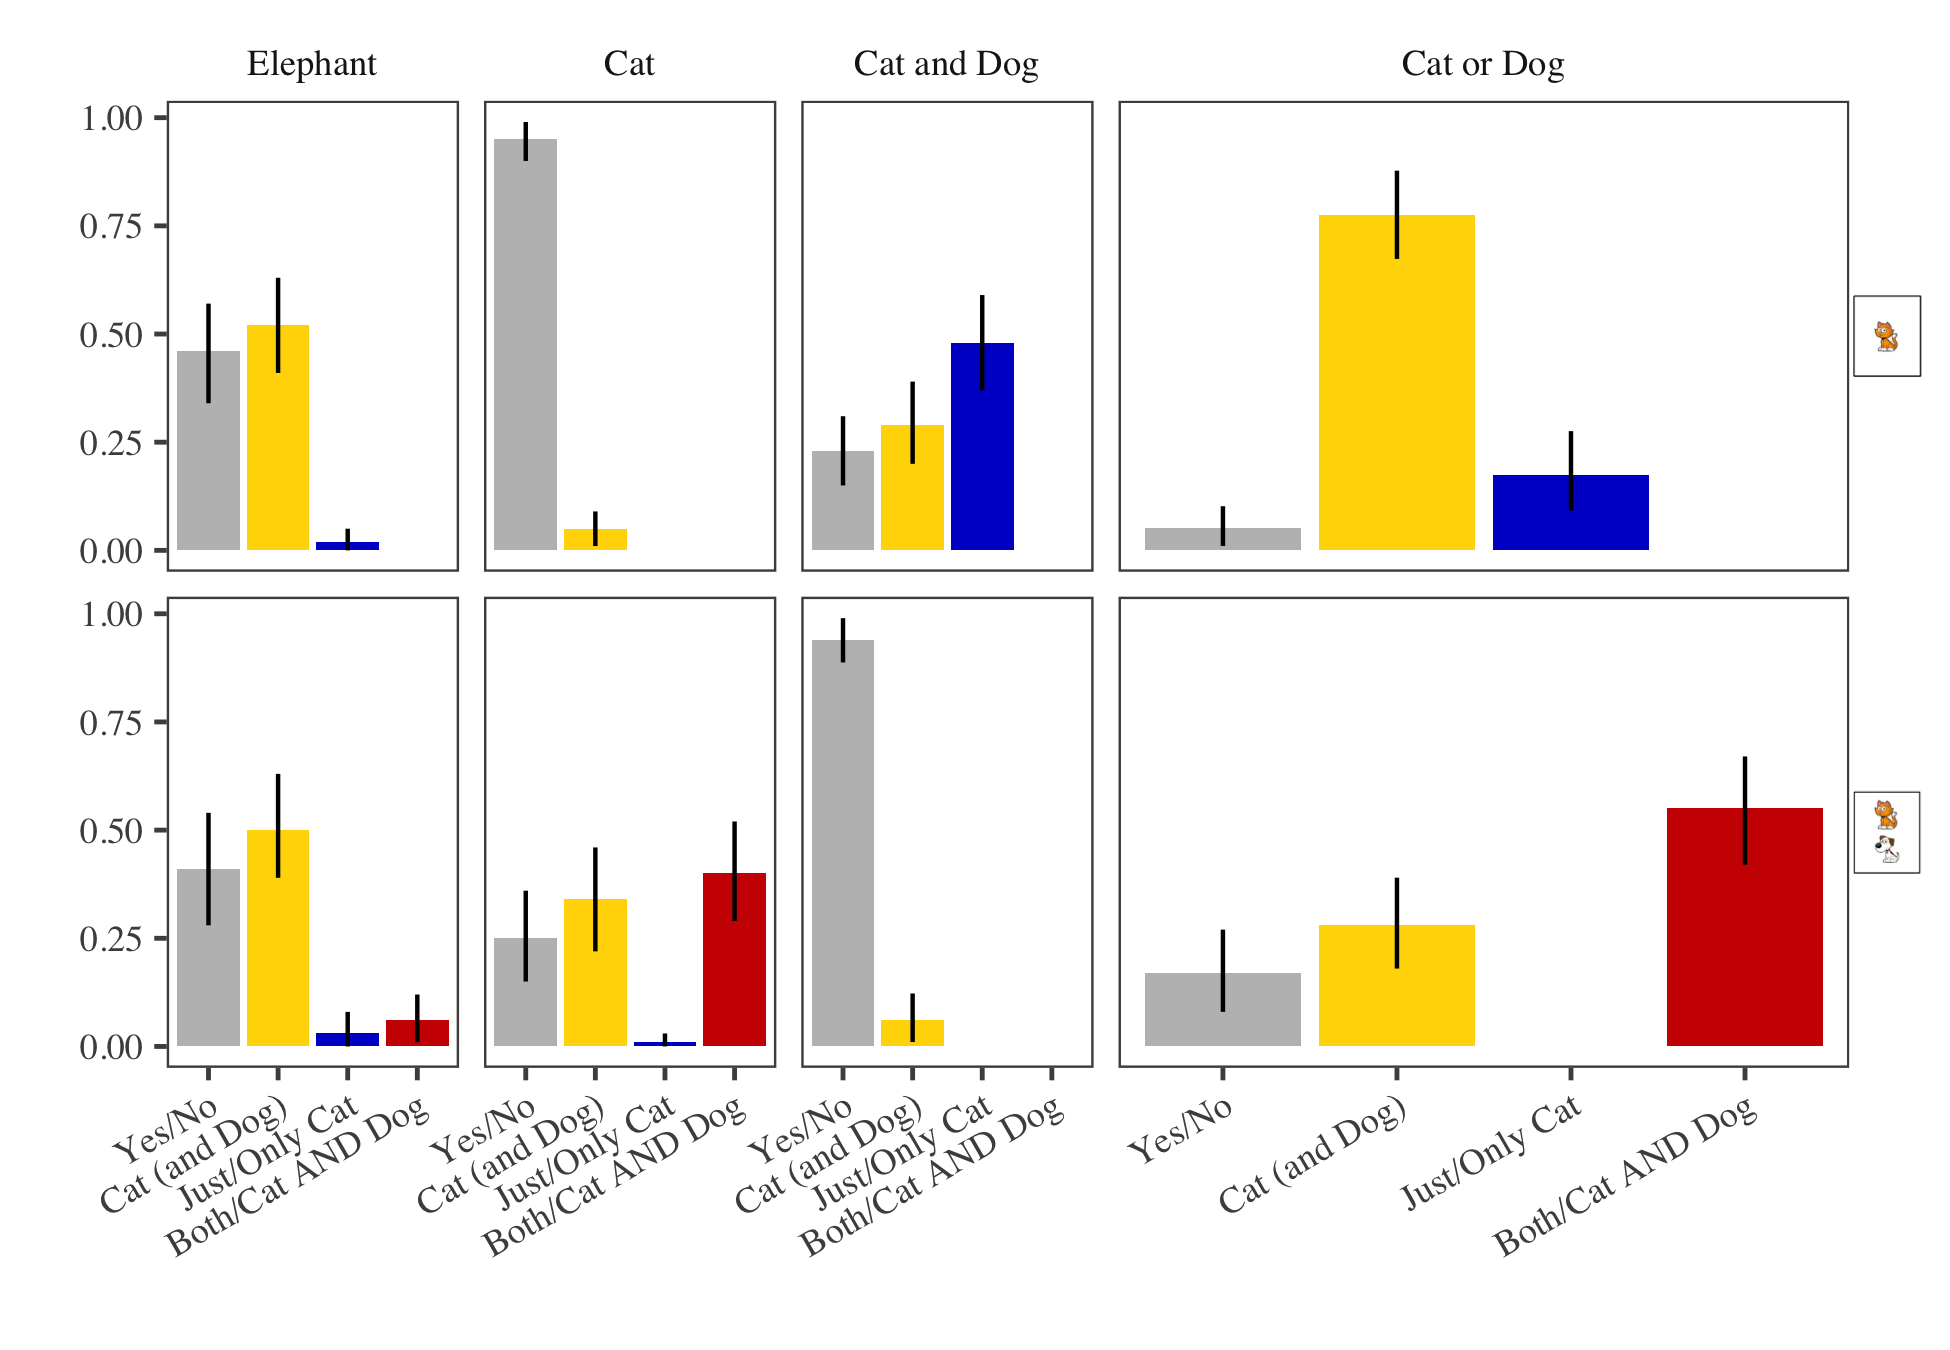 Elephant Cat Cat and Dog Cat or Dog
1.00
0.75
0.50
0.25
0.00
1.00
0.75
0.50
0.25
0.00
Yes/No
Cat (and Dog)
Just/Only Cat
Both/Cat AND Dog
Yes/No
Cat (and Dog)
Just/Only Cat
Both/Cat AND Dog
Yes/No
Cat (and Dog)
Just/Only Cat
Both/Cat AND Dog
Yes/No
Cat (and Dog)
Just/Only Cat
Both/Cat AND Dog